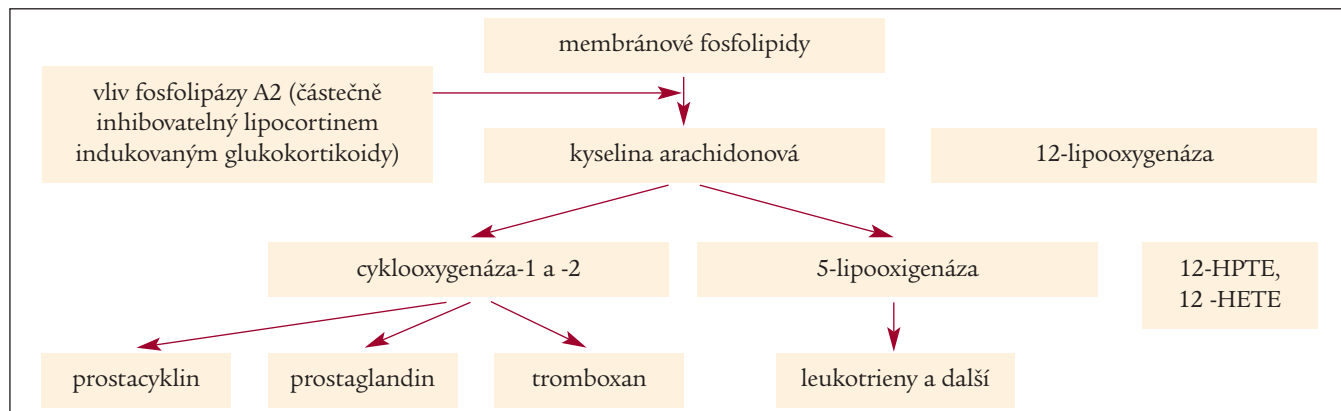 membránové fosfolipidy
vliv fosfolipázy A2 (částečně
inhibovatelný lipocortinem
indukovaným glukokortikoidy)
kyselina arachidonová
12-lipooxygenáza
cyklooxygenáza-1 a -2
5-lipooxigenáza
12-HPTE,
12 -HETE
prostacyklin
prostaglandin
tromboxan
leukotrieny a další